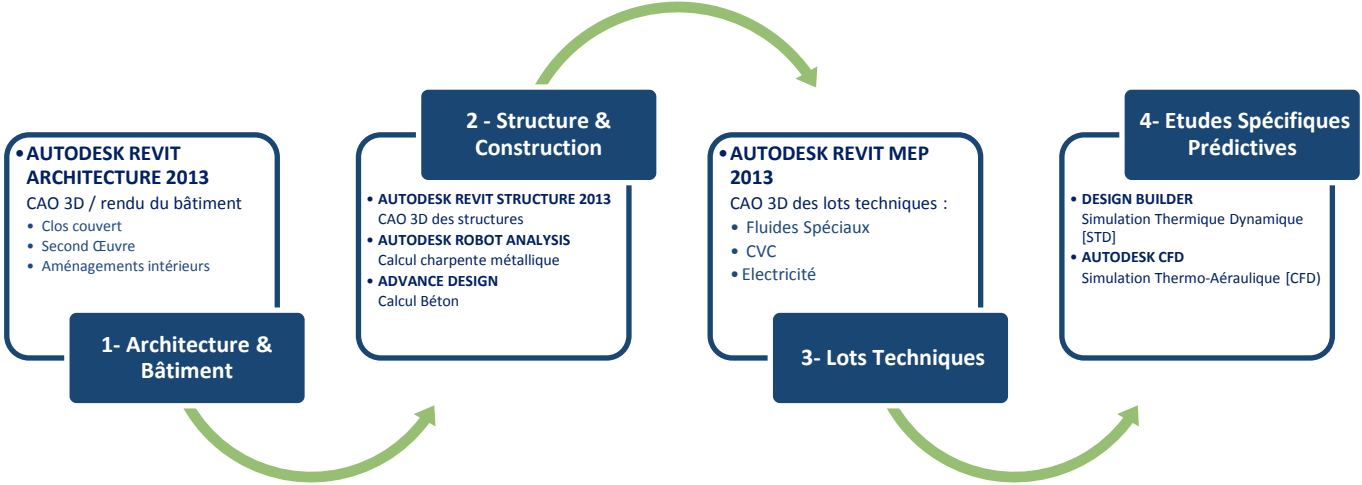 • AUTODESK REVIT
ARCHITECTURE 2013
CAO 3D / rendu du bâtiment
• Clos couvert
• Second Œuvre
• Aménagements intérieurs
1- Architecture &
Bâtiment
2 - Structure &
Construction
• AUTODESK REVIT STRUCTURE 2013
CAO 3D des structures
• AUTODESK ROBOT ANALYSIS
Calcul charpente métallique
• ADVANCE DESIGN
Calcul Béton
• AUTODESK REVIT MEP
2013
CAO 3D des lots techniques :
• Fluides Spéciaux
• CVC
• Electricité
3- Lots Techniques
4- Etudes Spécifiques
Prédictives
• DESIGN BUILDER
Simulation Thermique Dynamique
[STD]
• AUTODESK CFD
Simulation Thermo-Aéraulique [CFD)